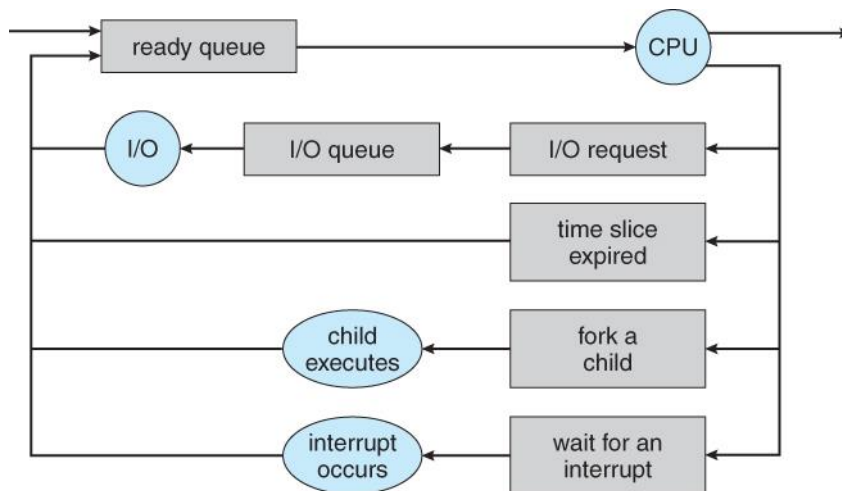 ready queue
CPU
I/O
I/O queue
I/O request
time slice
expired
child
executes
fork a
child
interrupt
occurs
wait for an
interrupt